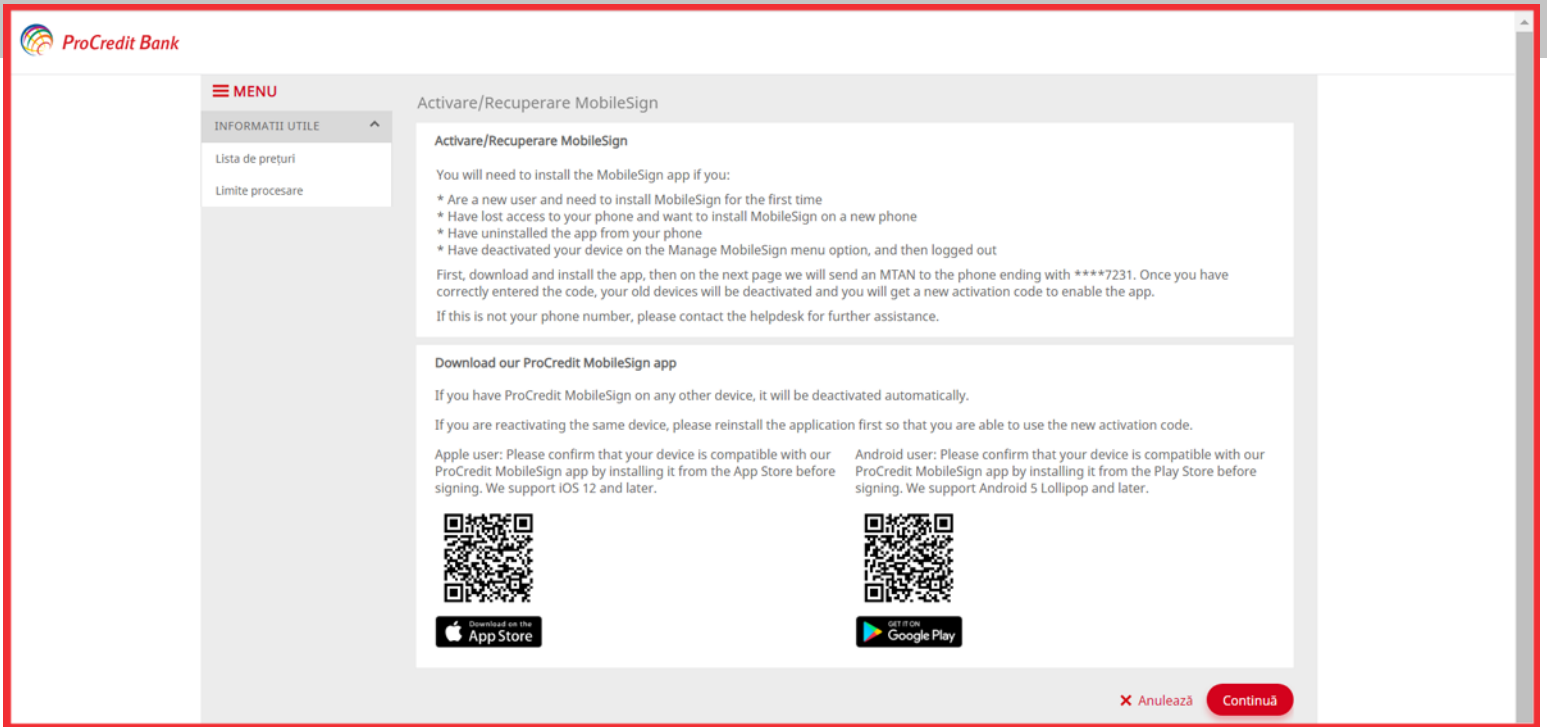 ProCredit Bank
MENU
INFORMATII UTILE
Lista de prețuri
Limite procesare
Activare/Recuperare MobileSign
Activare/Recuperare MobileSign
You will need to install the MobileSign app if you:
* Are a new user and need to install MobileSign for the first time
* Have lost access to your phone and want to install MobileSign on a new phone
* Have uninstalled the app from your phone
* Have deactivated your device on the Manage MobileSign menu option, and then logged out
First, download and install the app, then on the next page we will send an MTAN to the phone ending with ****7231. Once you have
correctly entered the code, your old devices will be deactivated and you will get a new activation code to enable the app.
If this is not your phone number, please contact the helpdesk for further assistance.
Download our ProCredit MobileSign app
If you have ProCredit MobileSign on any other device, it will be deactivated automatically.
If you are reactivating the same device, please reinstall the application first so that you are able to use the new activation code.
Apple user: Please confirm that your device is compatible with our
ProCredit MobileSign app by installing it from the App Store before
signing. We support iOS 12 and later.
Download on the
App Store
Android user: Please confirm that your device is compatible with our
ProCredit MobileSign app by installing it from the Play Store before
signing. We support Android 5 Lollipop and later.
GET IT ON
Google Play
Anulează
Continuă